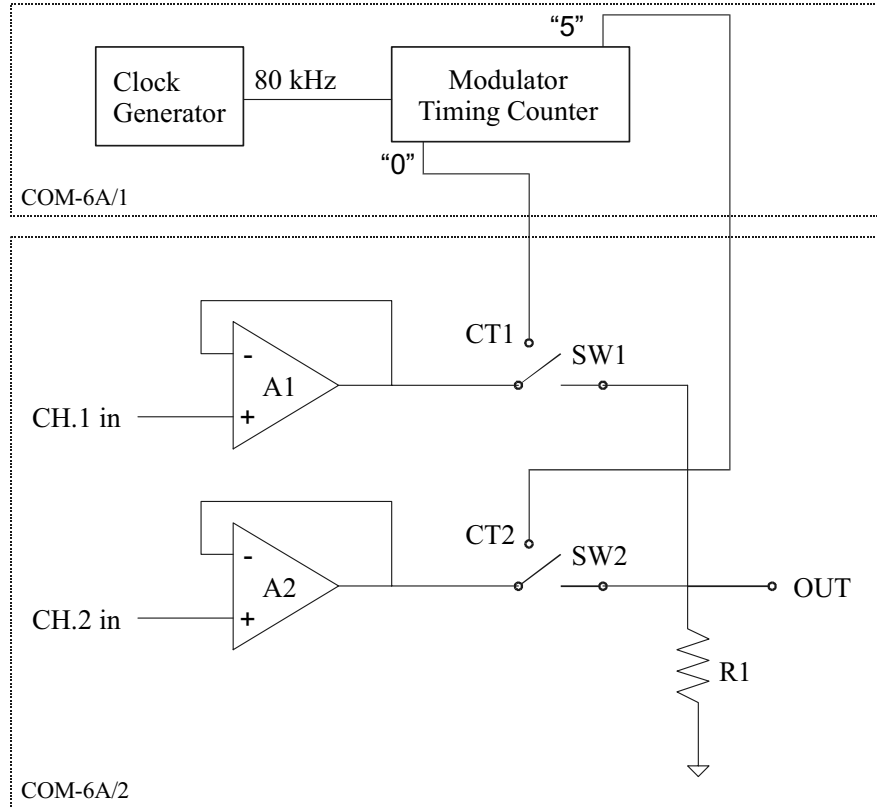 “5”
Clock
Generator
80 kHz
Modulator
Timing Counter
“0”
COM-6A/1
CT1
SW1
-
A1
+
CH.1 in
CT2
SW2
-
A2
+
OUT
CH.2 in
R1
COM-6A/2